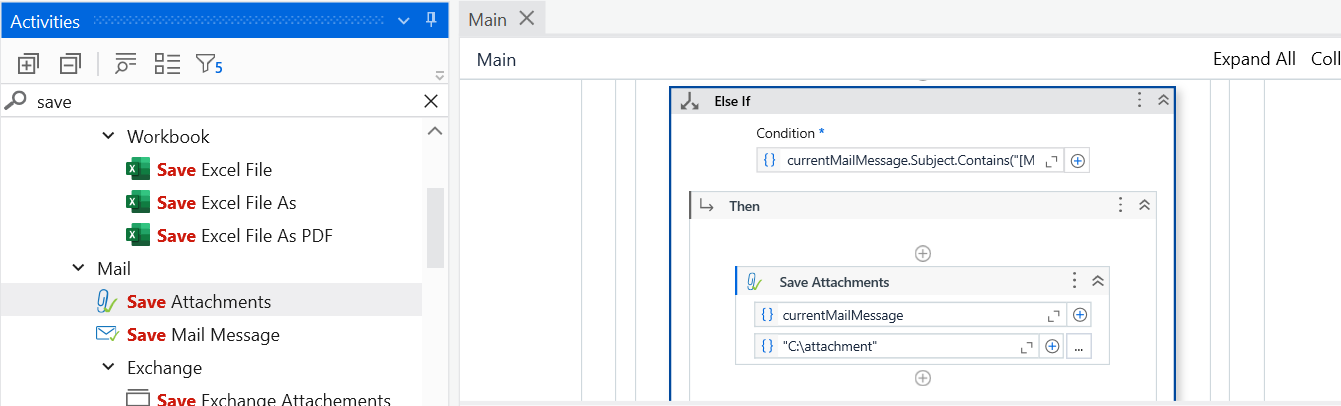 Activities
5
save
Workbook
Save Excel File
Save Excel File As
Save Excel File As PDF
Mail
Save Attachments
Save Mail Message
Exchange
Save Exchange Attachements
Main
Main
Expand All Coll
Else If
Condition *
{} currentMailMessage.Subject.Contains("[M
Then
Save Attachments
{} currentMailMessage
{} "C:\attachment"
...